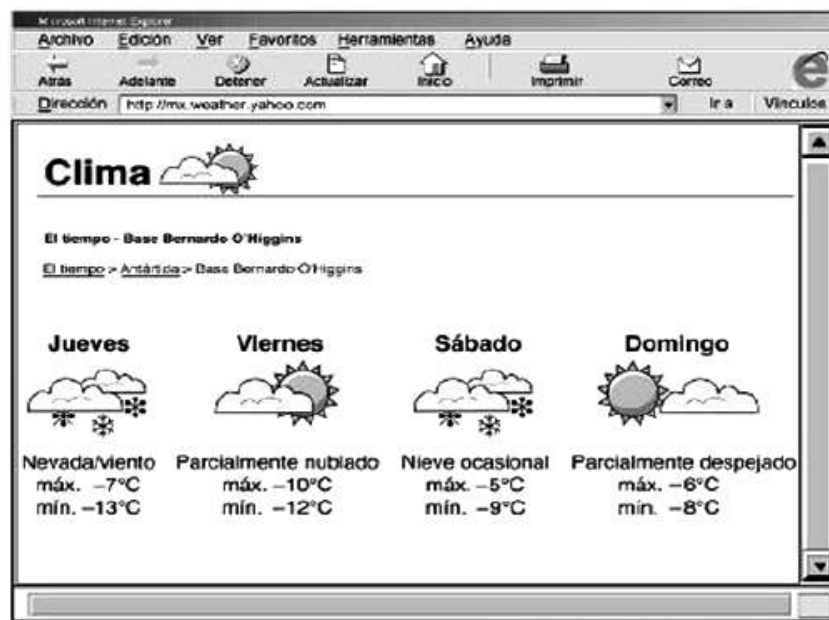 Microsoft Internet Explorer
Archivo Edición Ver Favoritos Herramientas Ayuda
Atrás Adelante Detener Actualizar Inicio Imprimir Correo
Dirección http://mx.weather.yahoo.com Ir a Vínculos
Clima
El tiempo - Base Bernardo O'Higgins
El tiempo > Antártida > Base Bernardo O'Higgins
Jueves Viernes Sábado Domingo
Nevada/viento Parcialmente nublado Nieve ocasional Parcialmente despejado
máx. –7°C máx. –10°C máx. –5°C máx. –6°C
mín. –13°C mín. –12°C mín. –9°C mín. –8°C